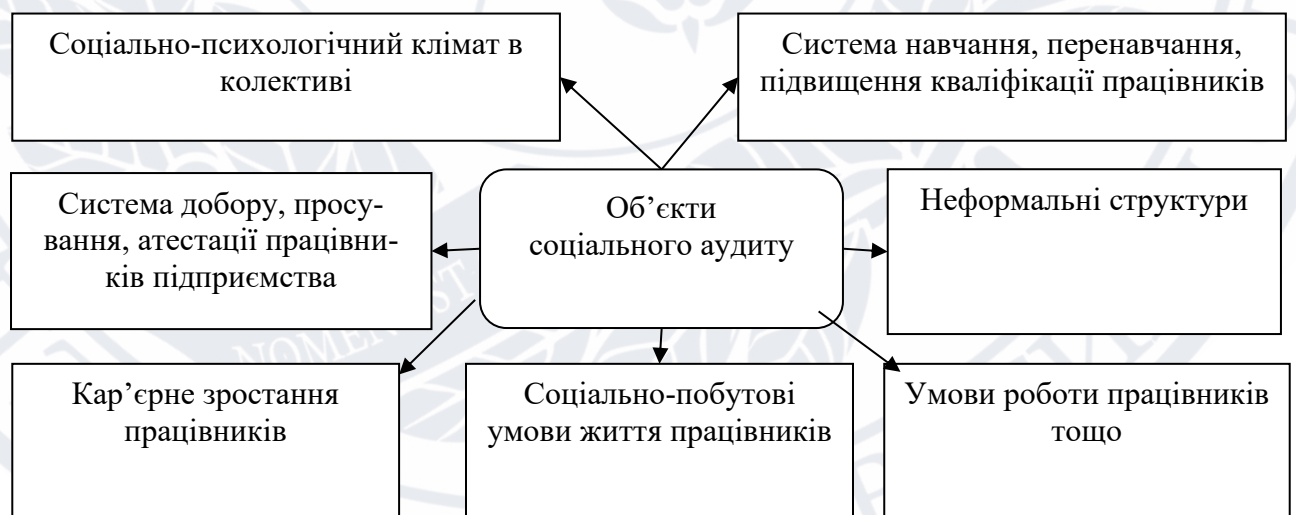 Соціально-психологічний клімат в
колективі
Система навчання, перенавчання,
підвищення кваліфікації працівників
Система добору, просу-
вання, атестації працівни-
ків підприємства
Об’єкти
соціального аудиту
Неформальні структури
Кар’єрне зростання
працівників
Соціально-побутові
умови життя працівників
Умови роботи працівників
тощо